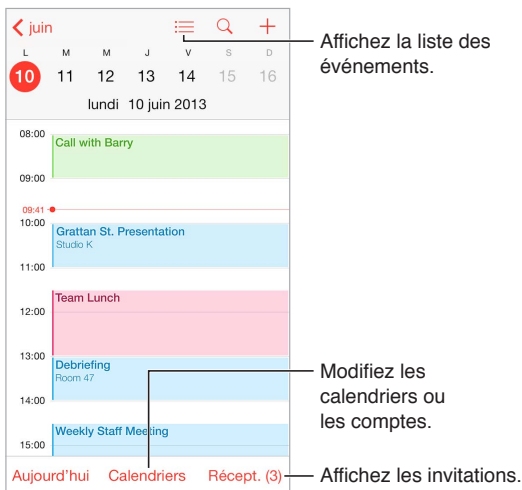 juin
L M M J V S D
10 11 12 13 14 15 16
lundi 10 juin 2013
08:00
Call with Barry
09:00
09:41
10:00
Grattan St. Presentation
Studio K
11:00
Team Lunch
12:00
13:00
Debriefing
Room 47
14:00
Weekly Staff Meeting
15:00
Aujourd'hui Calendriers Récept. (3)
Affichez la liste des
événements.
Modifiez les
calendriers ou
les comptes.
Affichez les invitations.